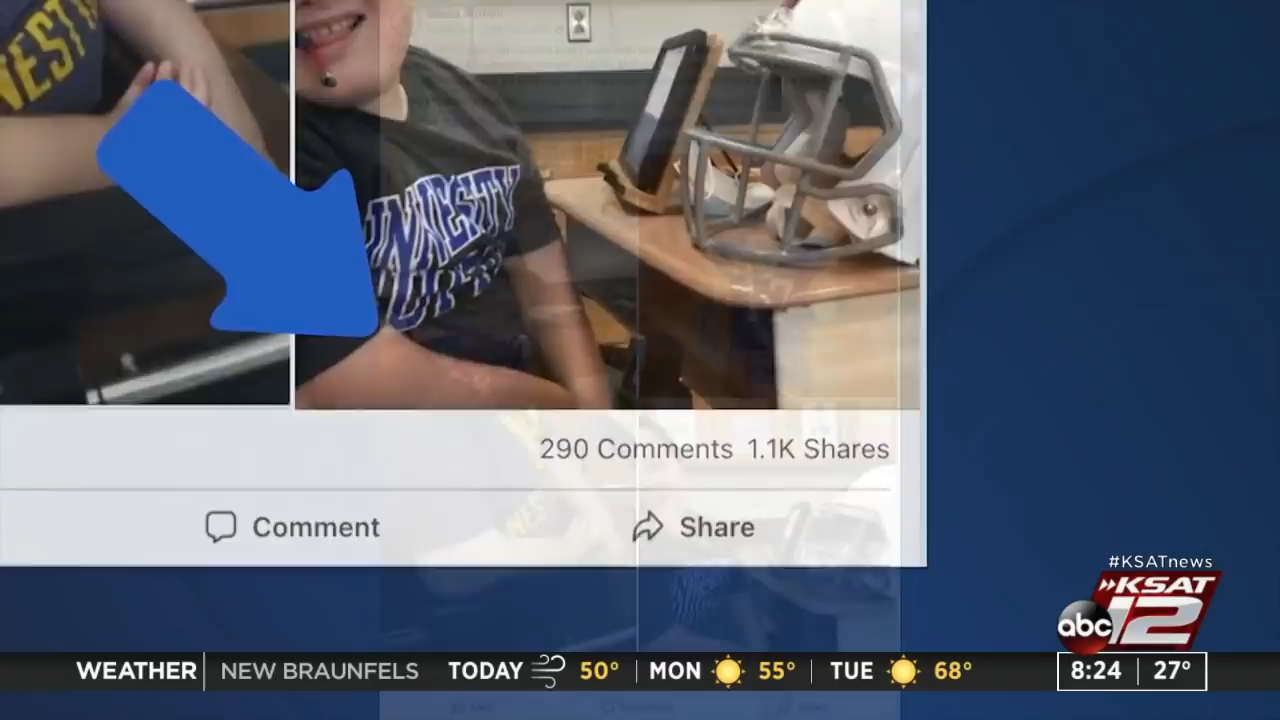 290 Comments 1.1K Shares
Comment
Share
#KSATnews
KSAT
abc 12
WEATHER NEW BRAUNFELS TODAY 50° MON 55° TUE 68° 8:24 27°